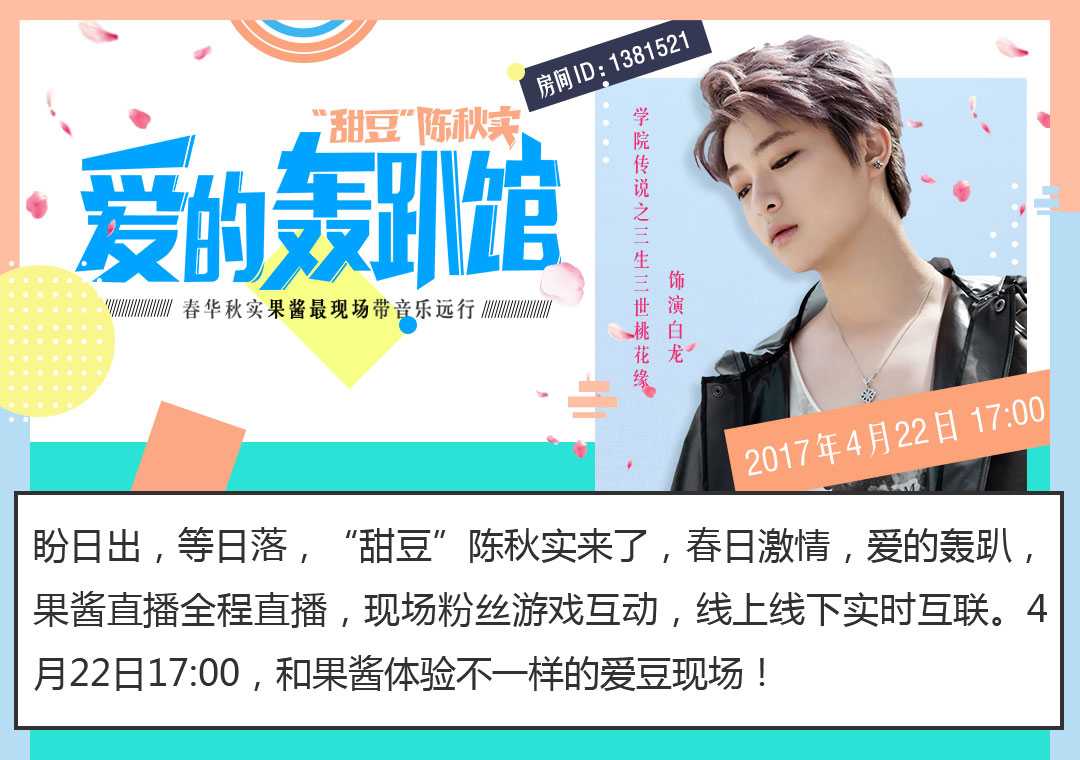 房间ID：1381521
“甜豆”陈秋实
爱的轰趴馆
春华秋实果酱最现场带音乐远行
学院传说之三生三世桃花缘
饰演白龙
2017年4月22日 17:00
盼日出，等日落，“甜豆”陈秋实来了，春日激情，爱的轰趴，
果酱直播全程直播，现场粉丝游戏互动，线上线下实时互联。4
月22日17:00，和果酱体验不一样的爱豆现场！